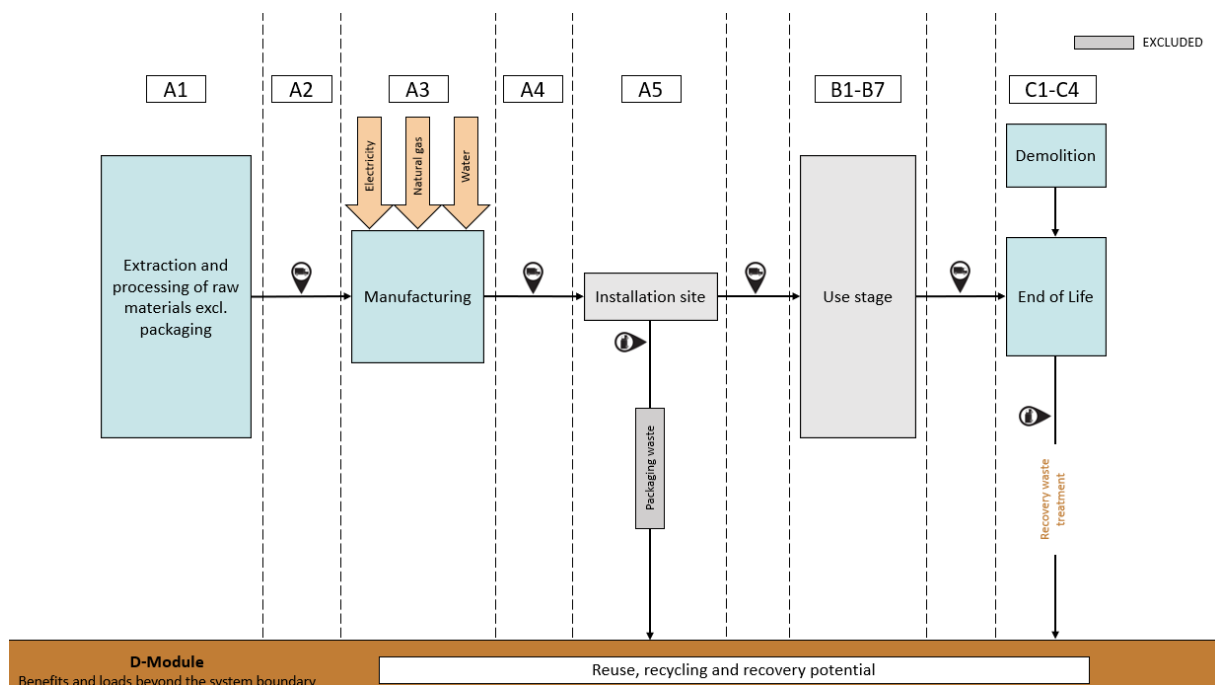 EXCLUDED
A1
A2
A3
A4
A5
B1-B7
C1-C4
Electricity
Natural gas
Water
Demolition
Extraction and
processing of raw
materials excl.
packaging
Manufacturing
Installation site
Use stage
End of Life
Packaging waste
Recovery waste
treatment
D-Module
Benefits and loads beyond the system boundary
Reuse, recycling and recovery potential